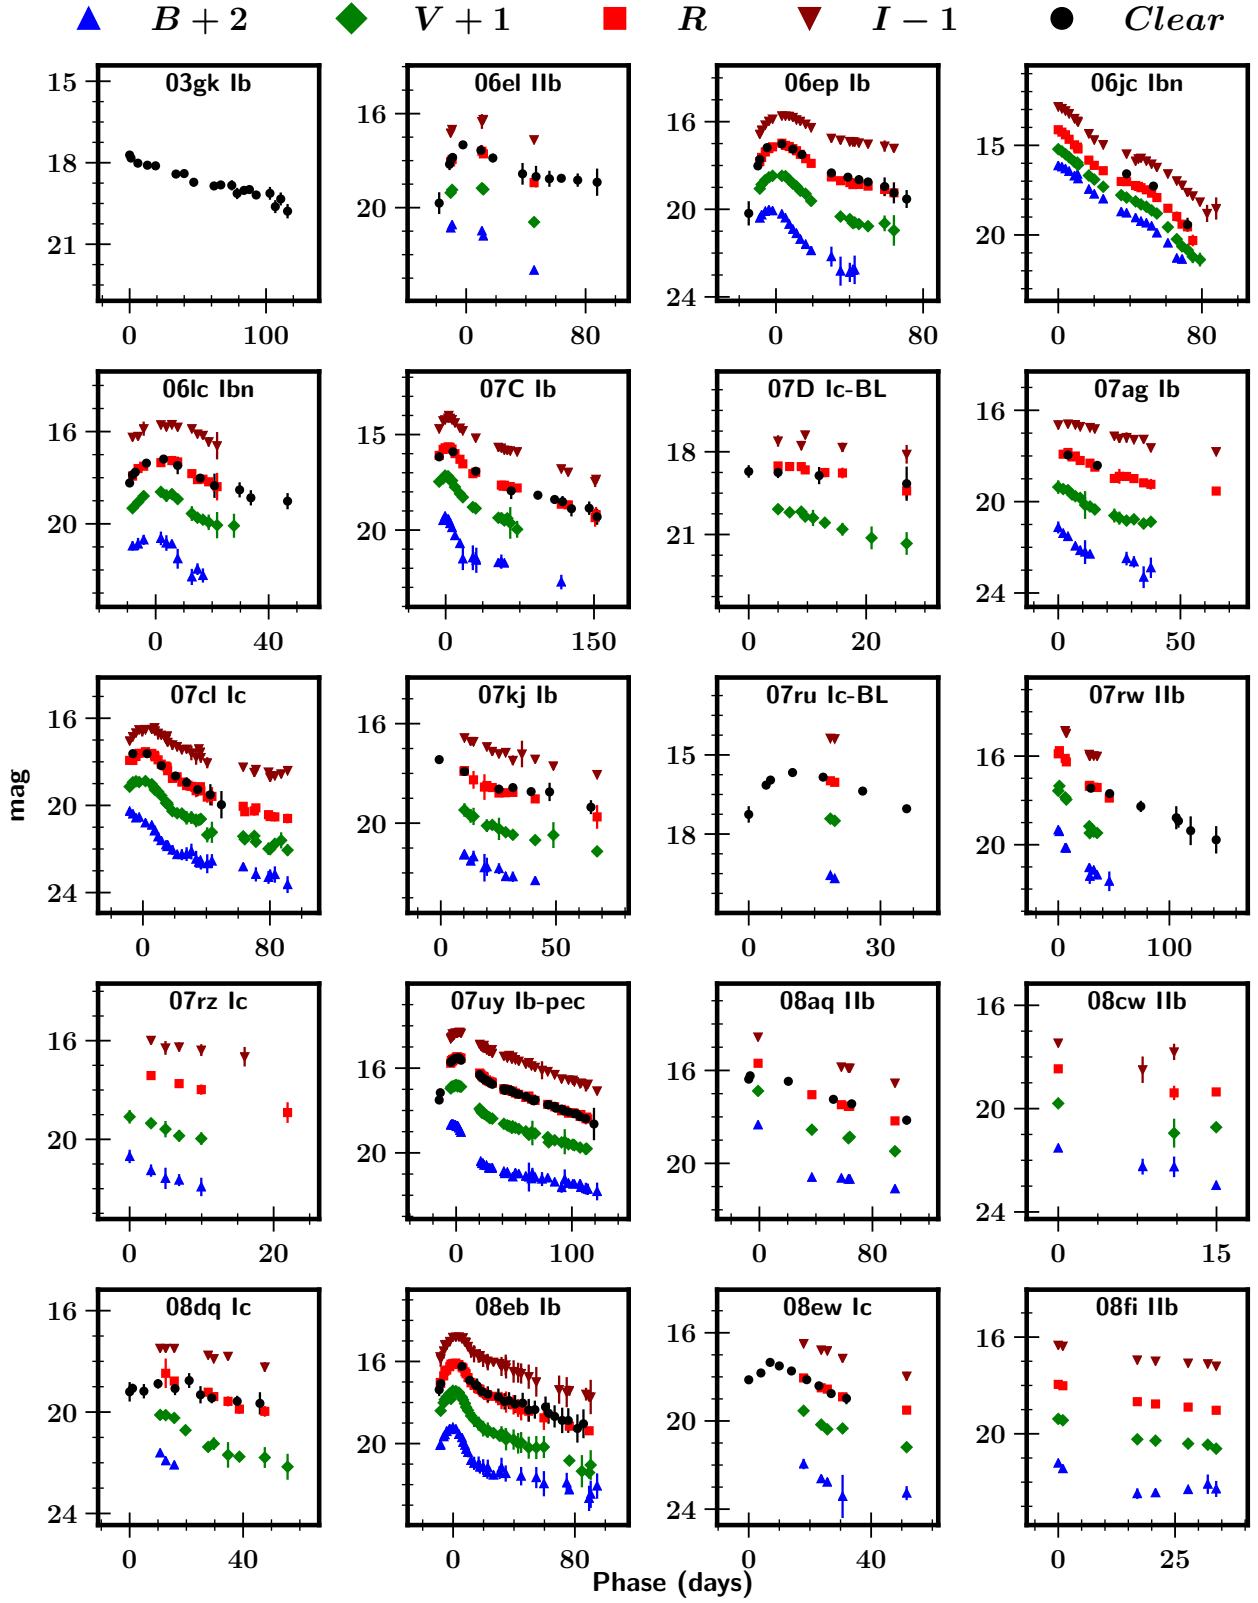 B + 2 V + 1 R I − 1 Clear
03gk Ib 06el IIb 06ep Ib 06jc Ibn
15 18 21
16 20
16 20 24
15 20
0 100 0 80 0 80 0 80
06lc Ibn 07C Ib 07D Ic-BL 07ag Ib
16 20
15 20
18 21
16 20 24
0 40 0 150 0 20 0 50
07cl Ic 07kj Ib 07ru Ic-BL 07rw IIb
16 20 24
16 20
15 18
16 20
0 80 0 50 0 30 0 100
mag
07rz Ic 07uy Ib-pec 08aq IIb 08cw IIb
16 20
16 20
16 20
16 20 24
0 20 0 100 0 80 0 15
08dq Ic 08eb Ib 08ew Ic 08fi IIb
16 20 24
16 20
16 20 24
16 20
0 40 0 80 0 40 0 25
Phase (days)